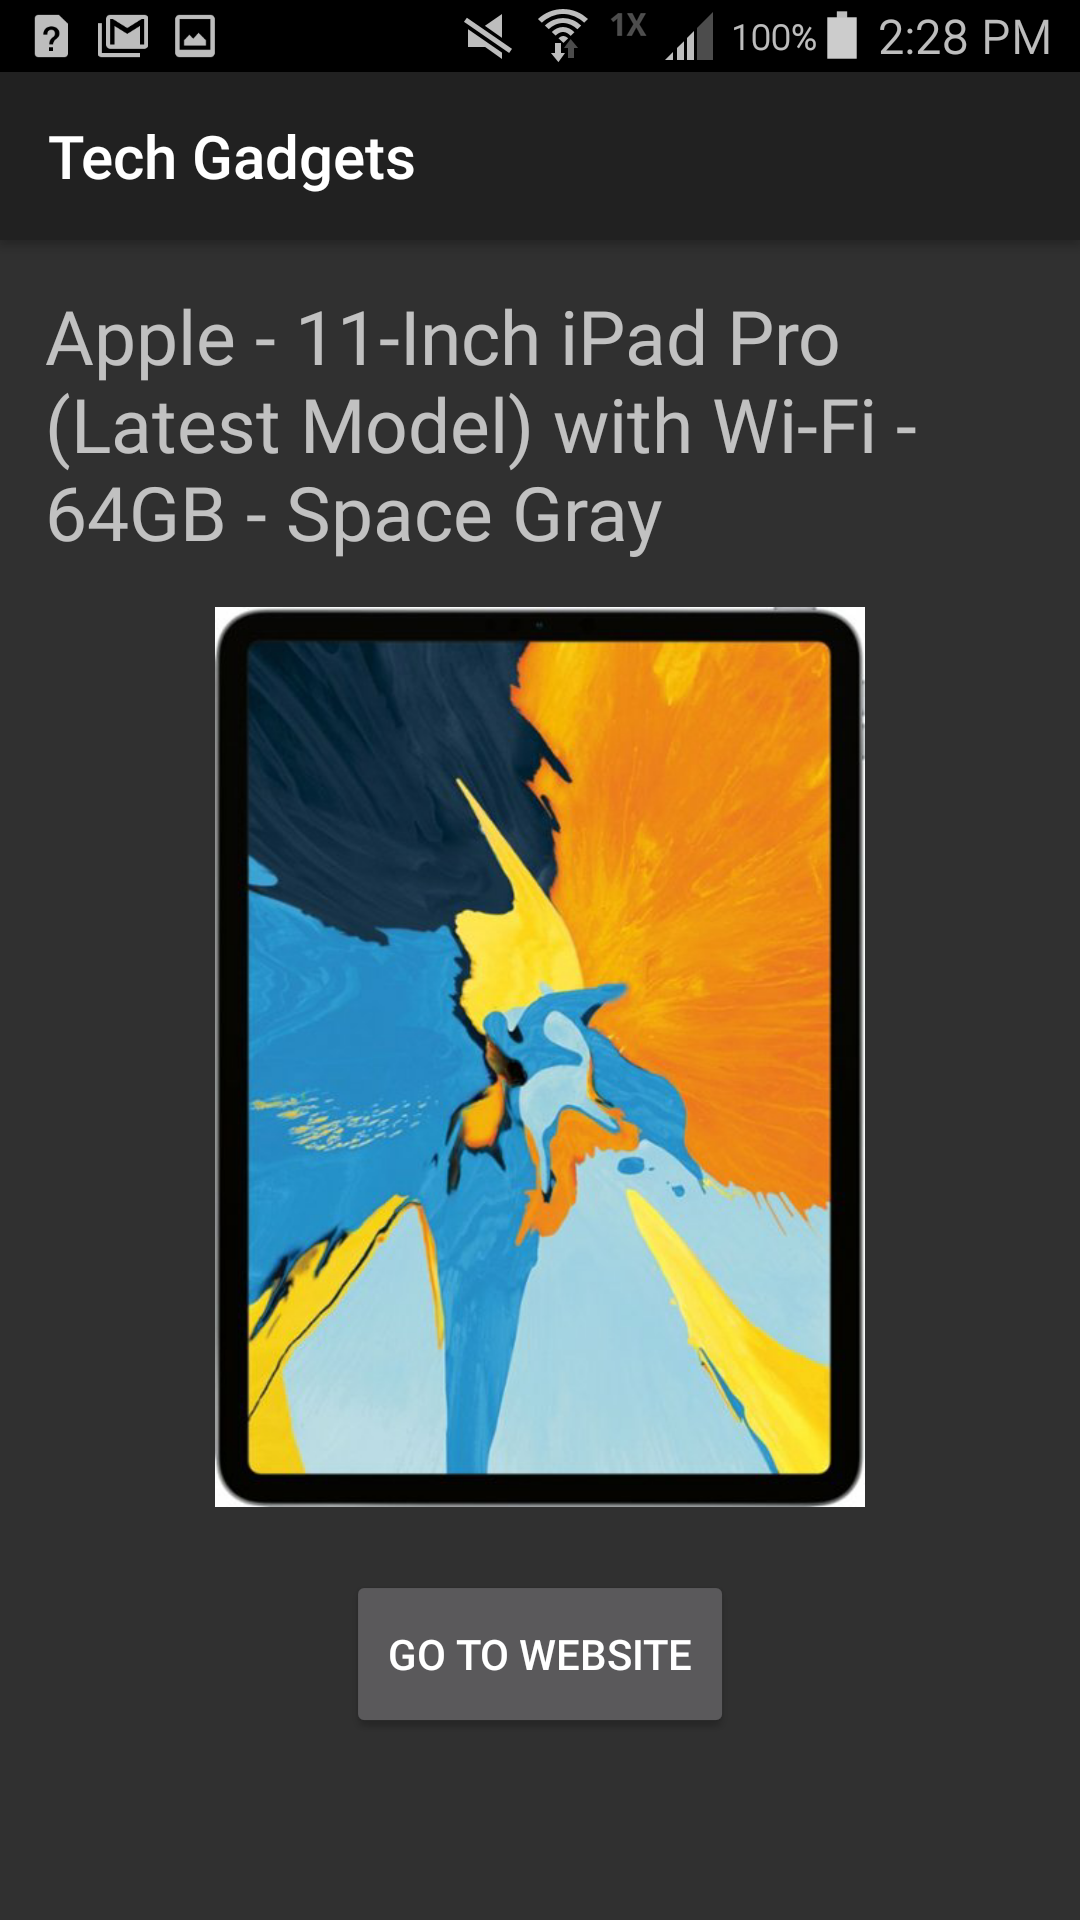 1X 100% 2:28 PM
Tech Gadgets
Apple - 11-Inch iPad Pro
(Latest Model) with Wi-Fi -
64GB - Space Gray
GO TO WEBSITE